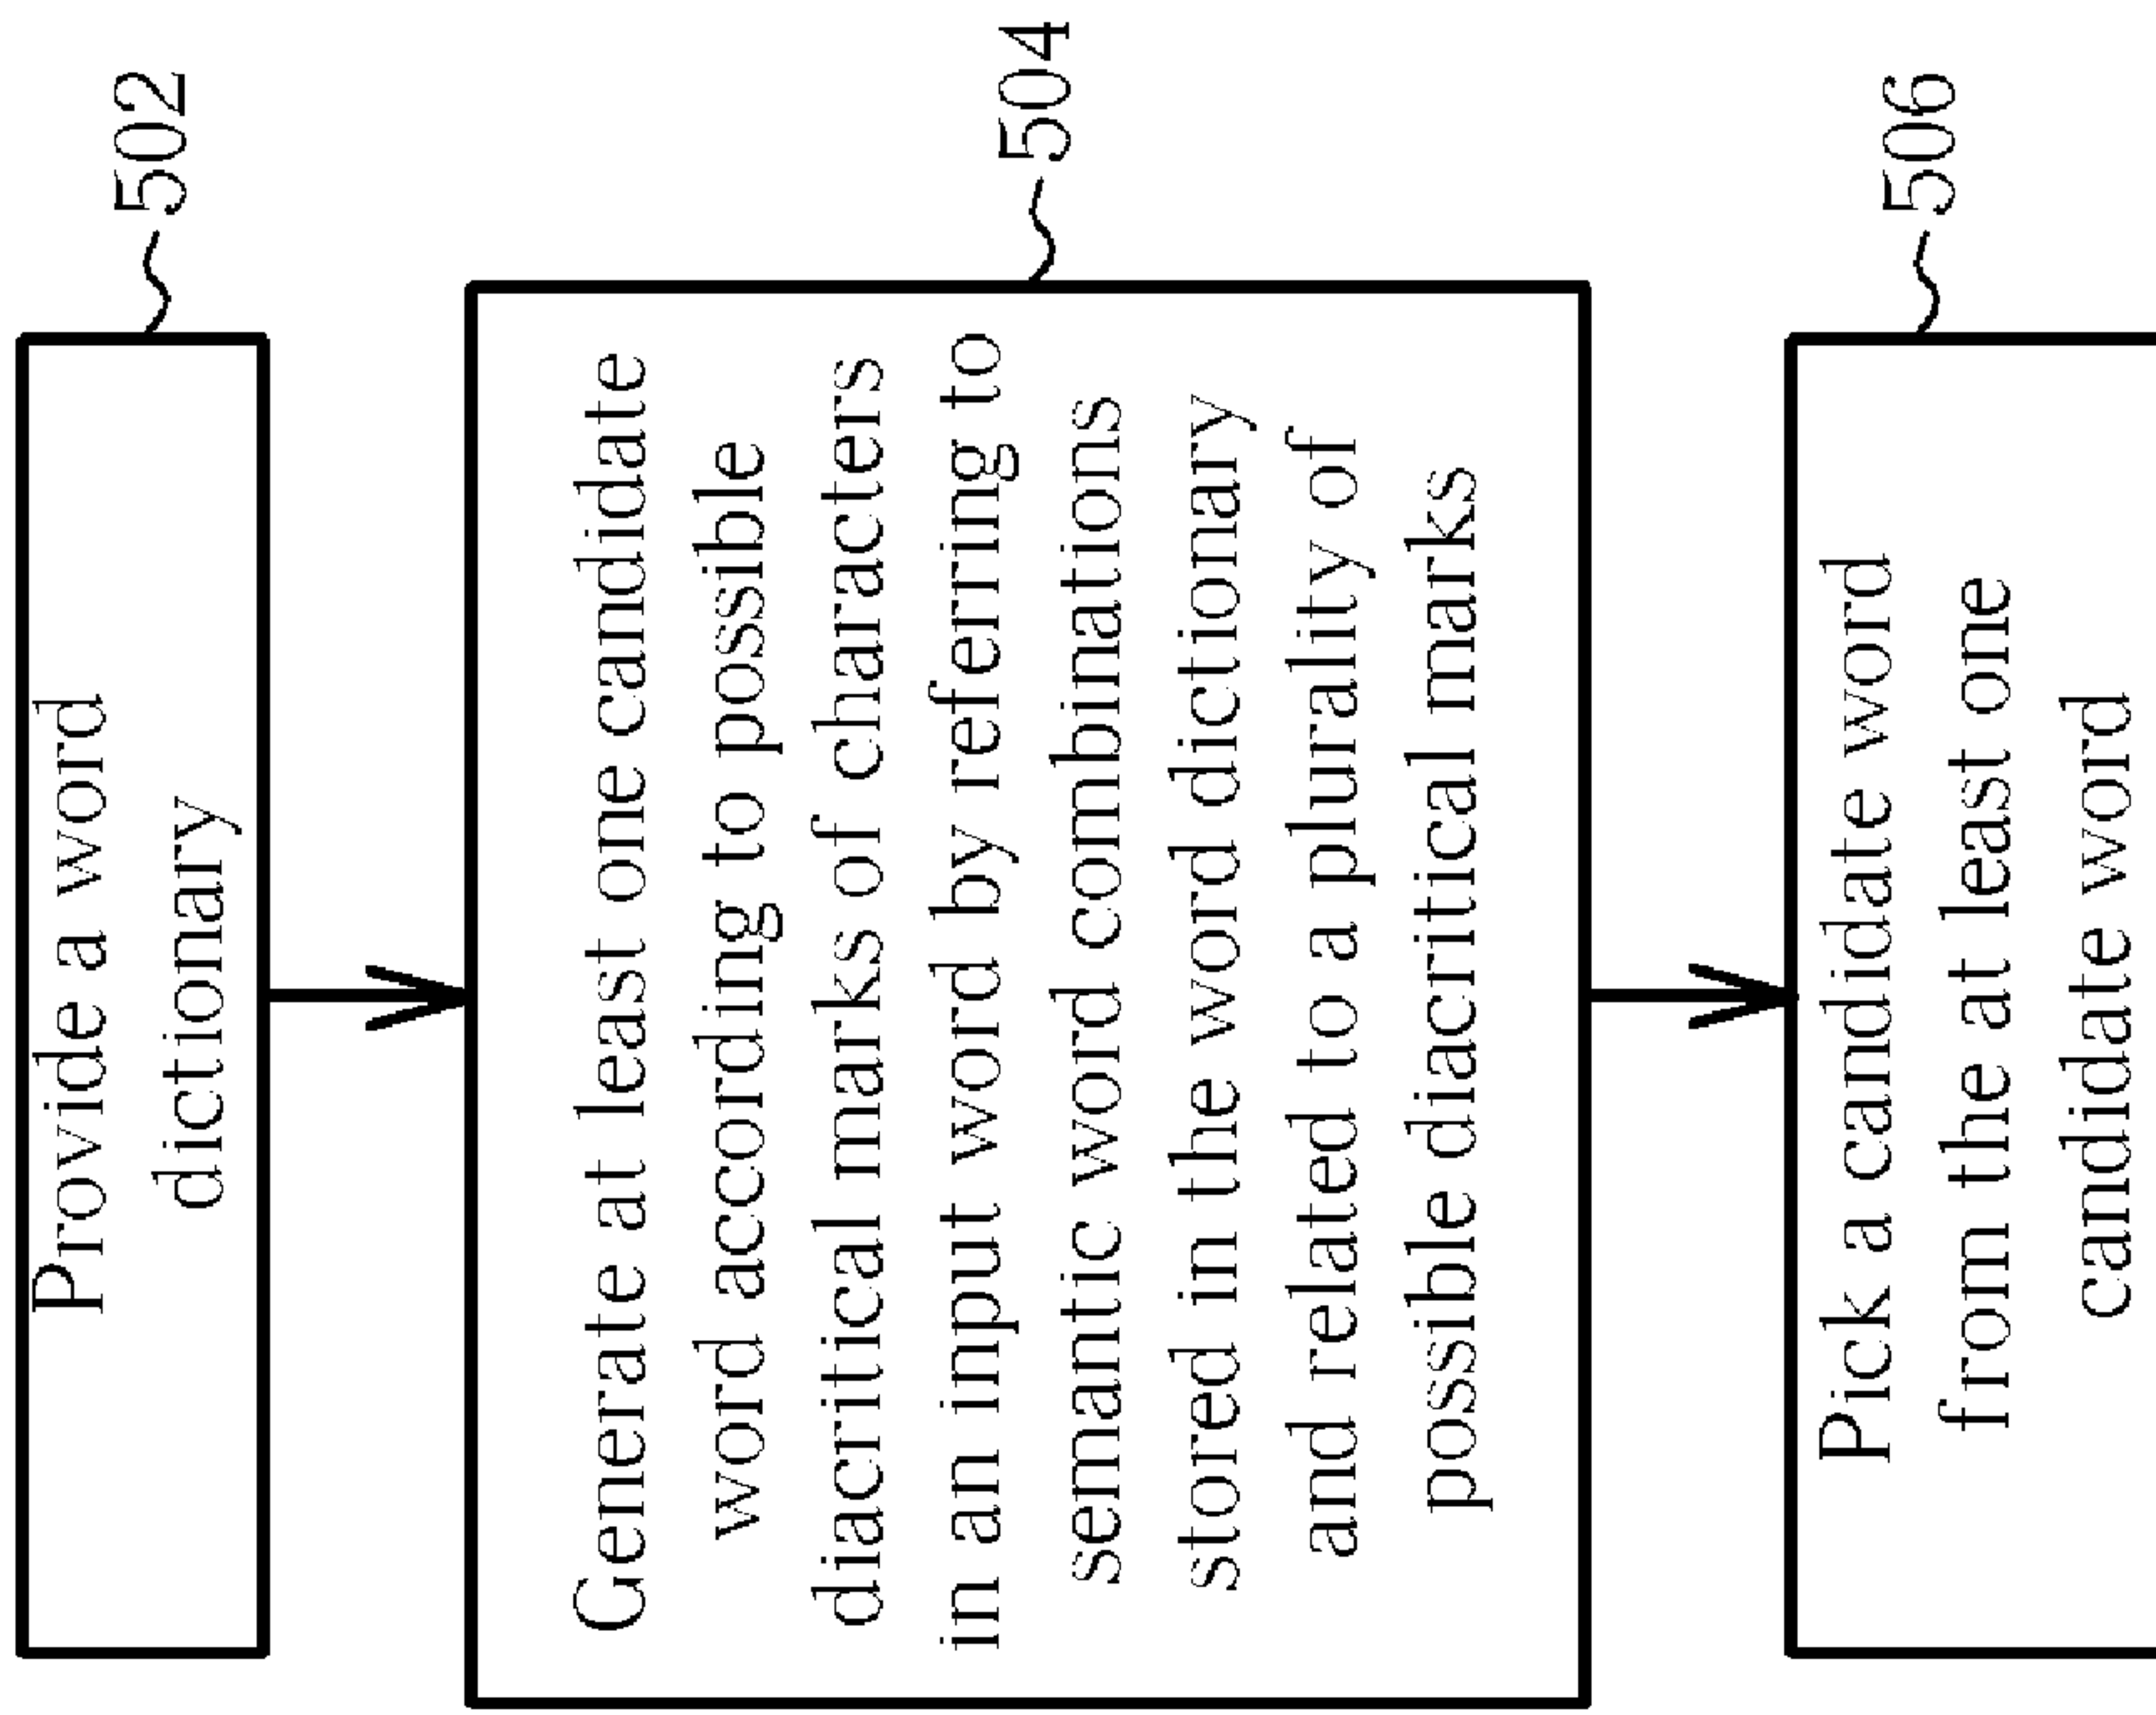 Provide a word
dictionary
502
Generate at least one candidate
word according to possible
diacritical marks of characters
in an input word by referring to
semantic word combinations
stored in the word dictionary
and related to a plurality of
possible diacritical marks
504
Pick a candidate word
from the at least one
candidate word
506